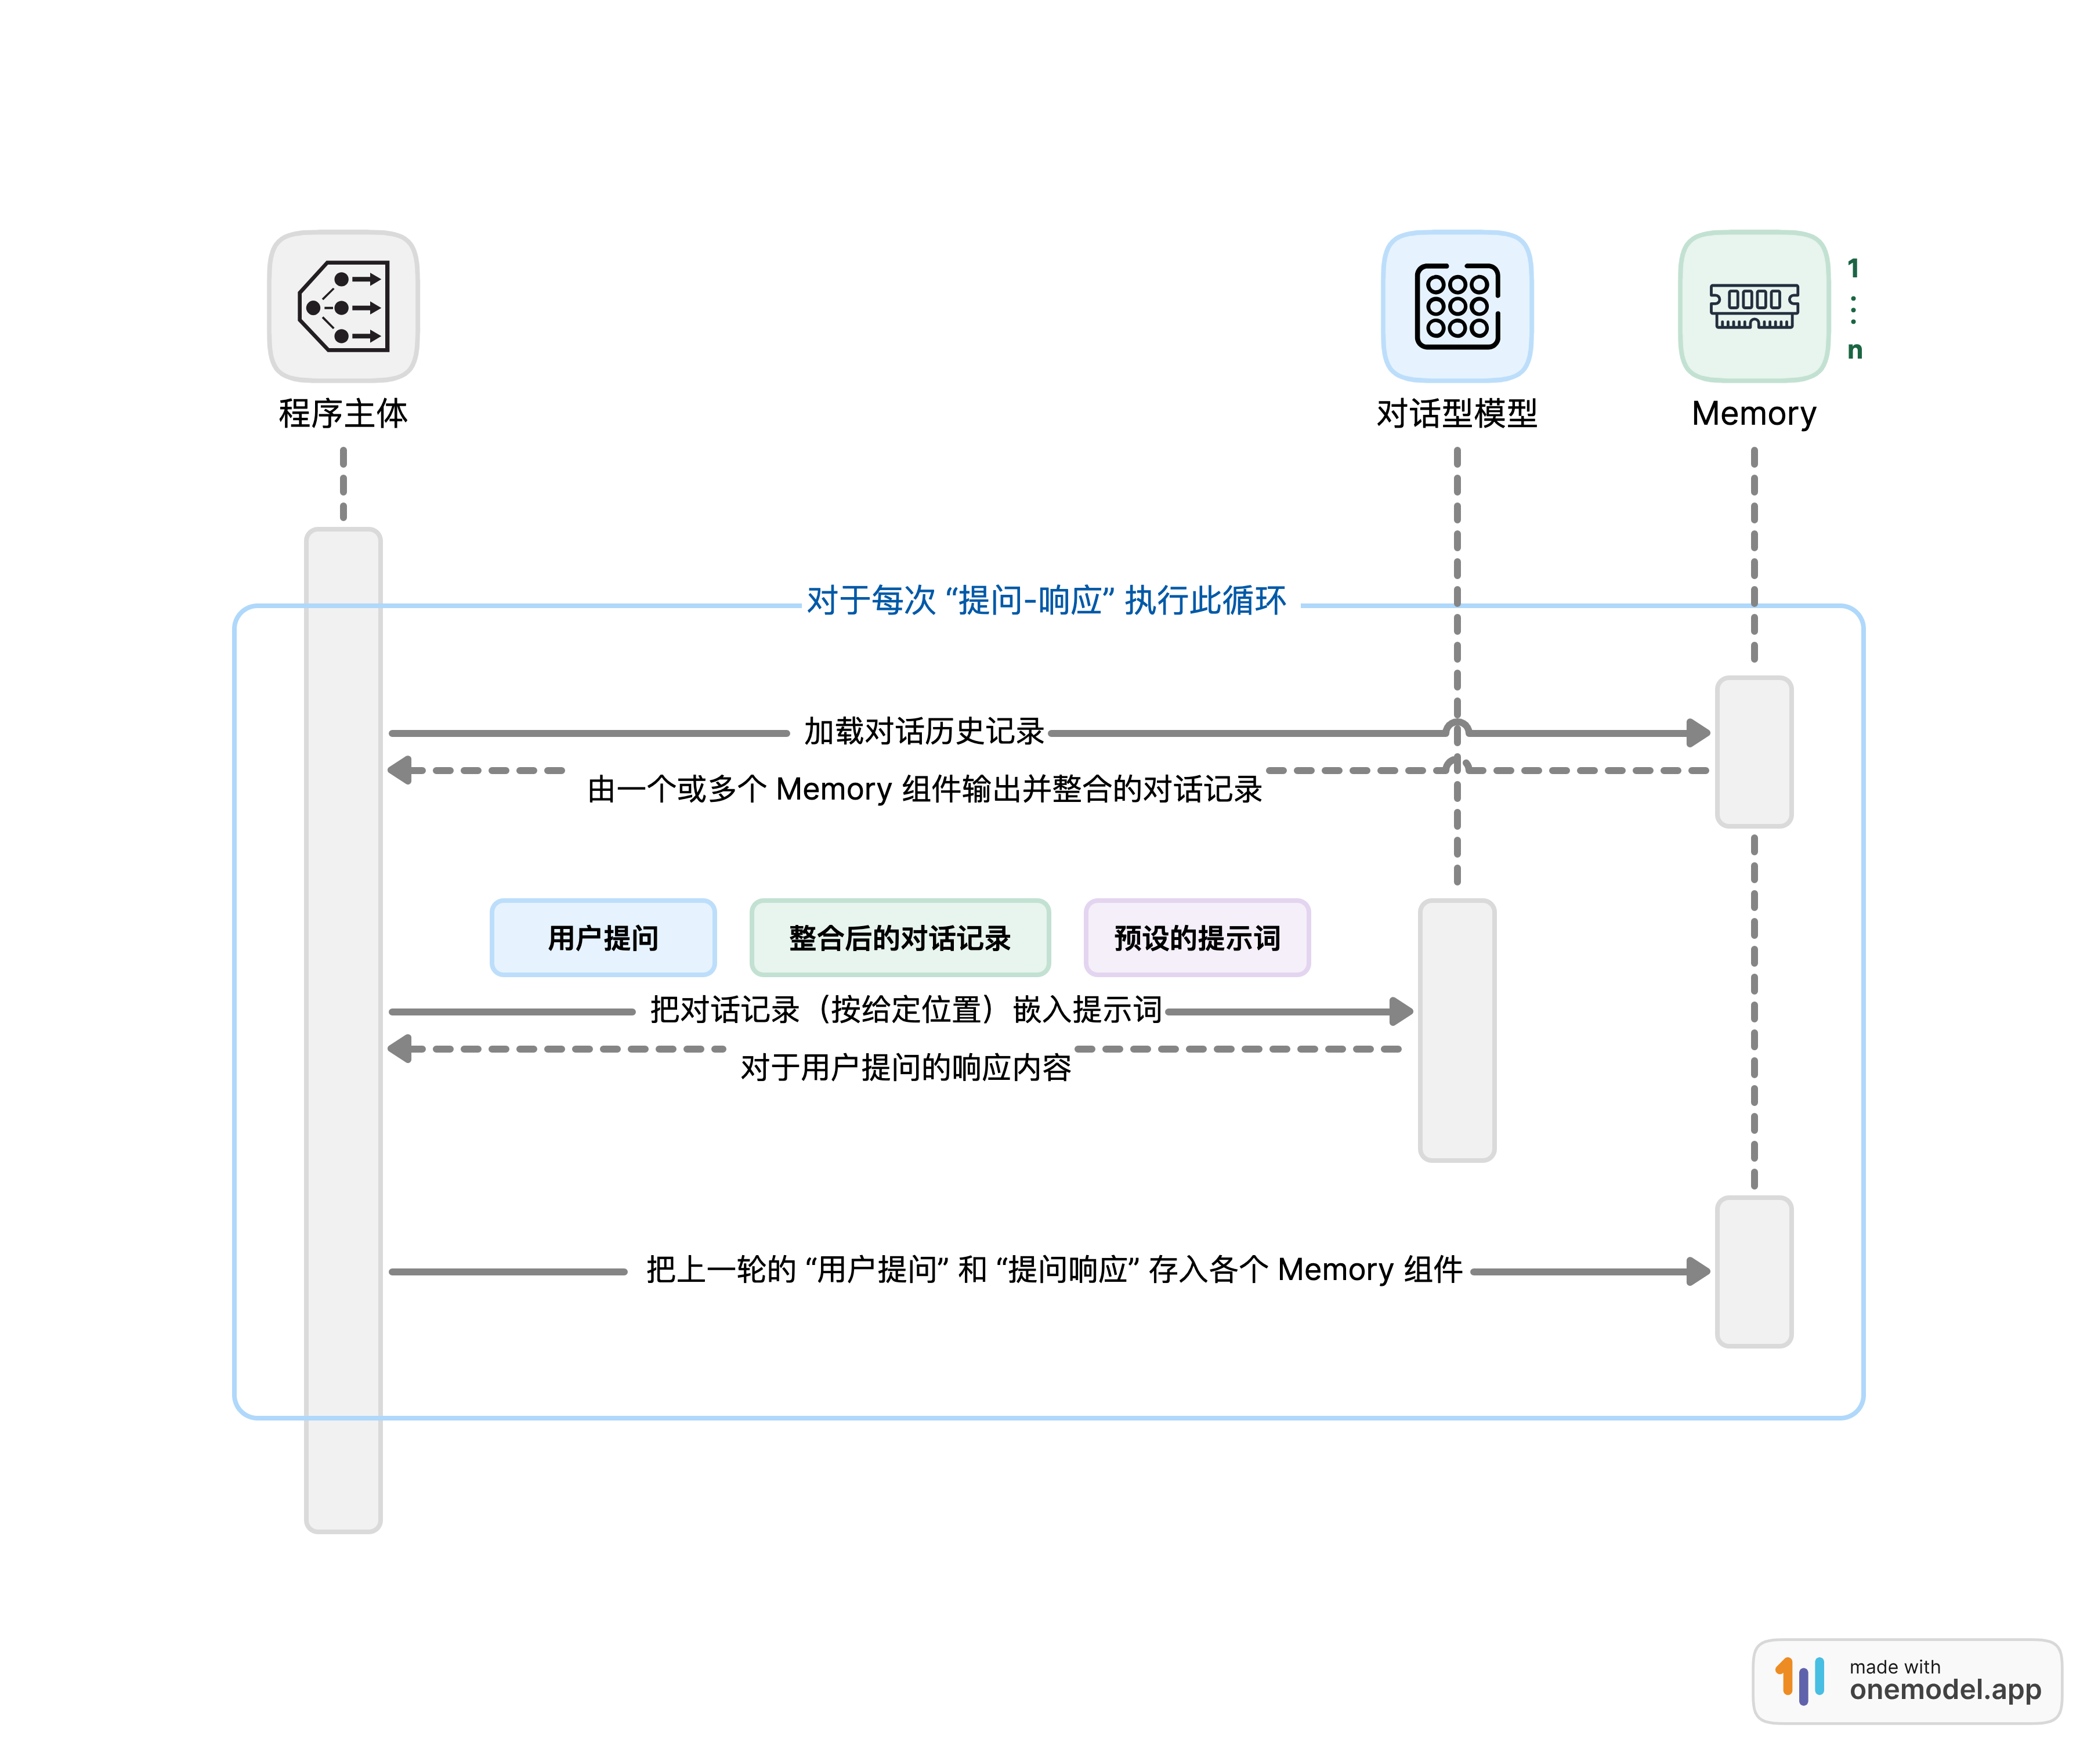 程序主体
对话型模型
Memory
1
n
对于每次 “提问-响应” 执行此循环
加载对话历史记录
由一个或多个 Memory 组件输出并整合的对话记录
用户提问
整合后的对话记录
预设的提示词
把对话记录（按给定位置）嵌入提示词
对于用户提问的响应内容
把上一轮的 “用户提问” 和 “提问响应” 存入各个 Memory 组件
made with
onemodel.app